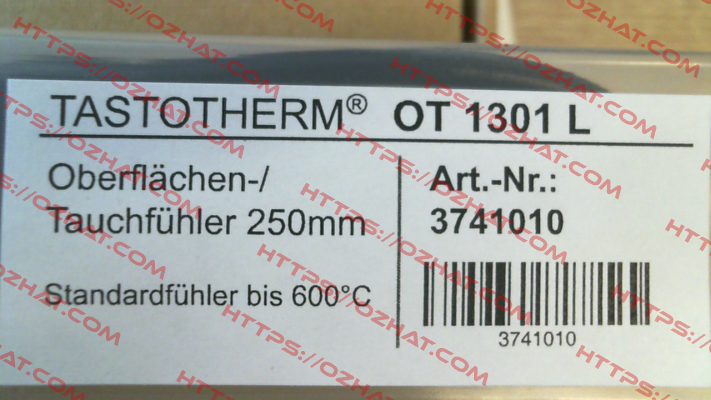 TASTOTHERM® OT 1301 L
Oberflächen-/
Tauchfühler 250mm
Standardfühler bis 600°C
Art.-Nr.:
3741010
3741010
HTTPS://OZHAT.COM